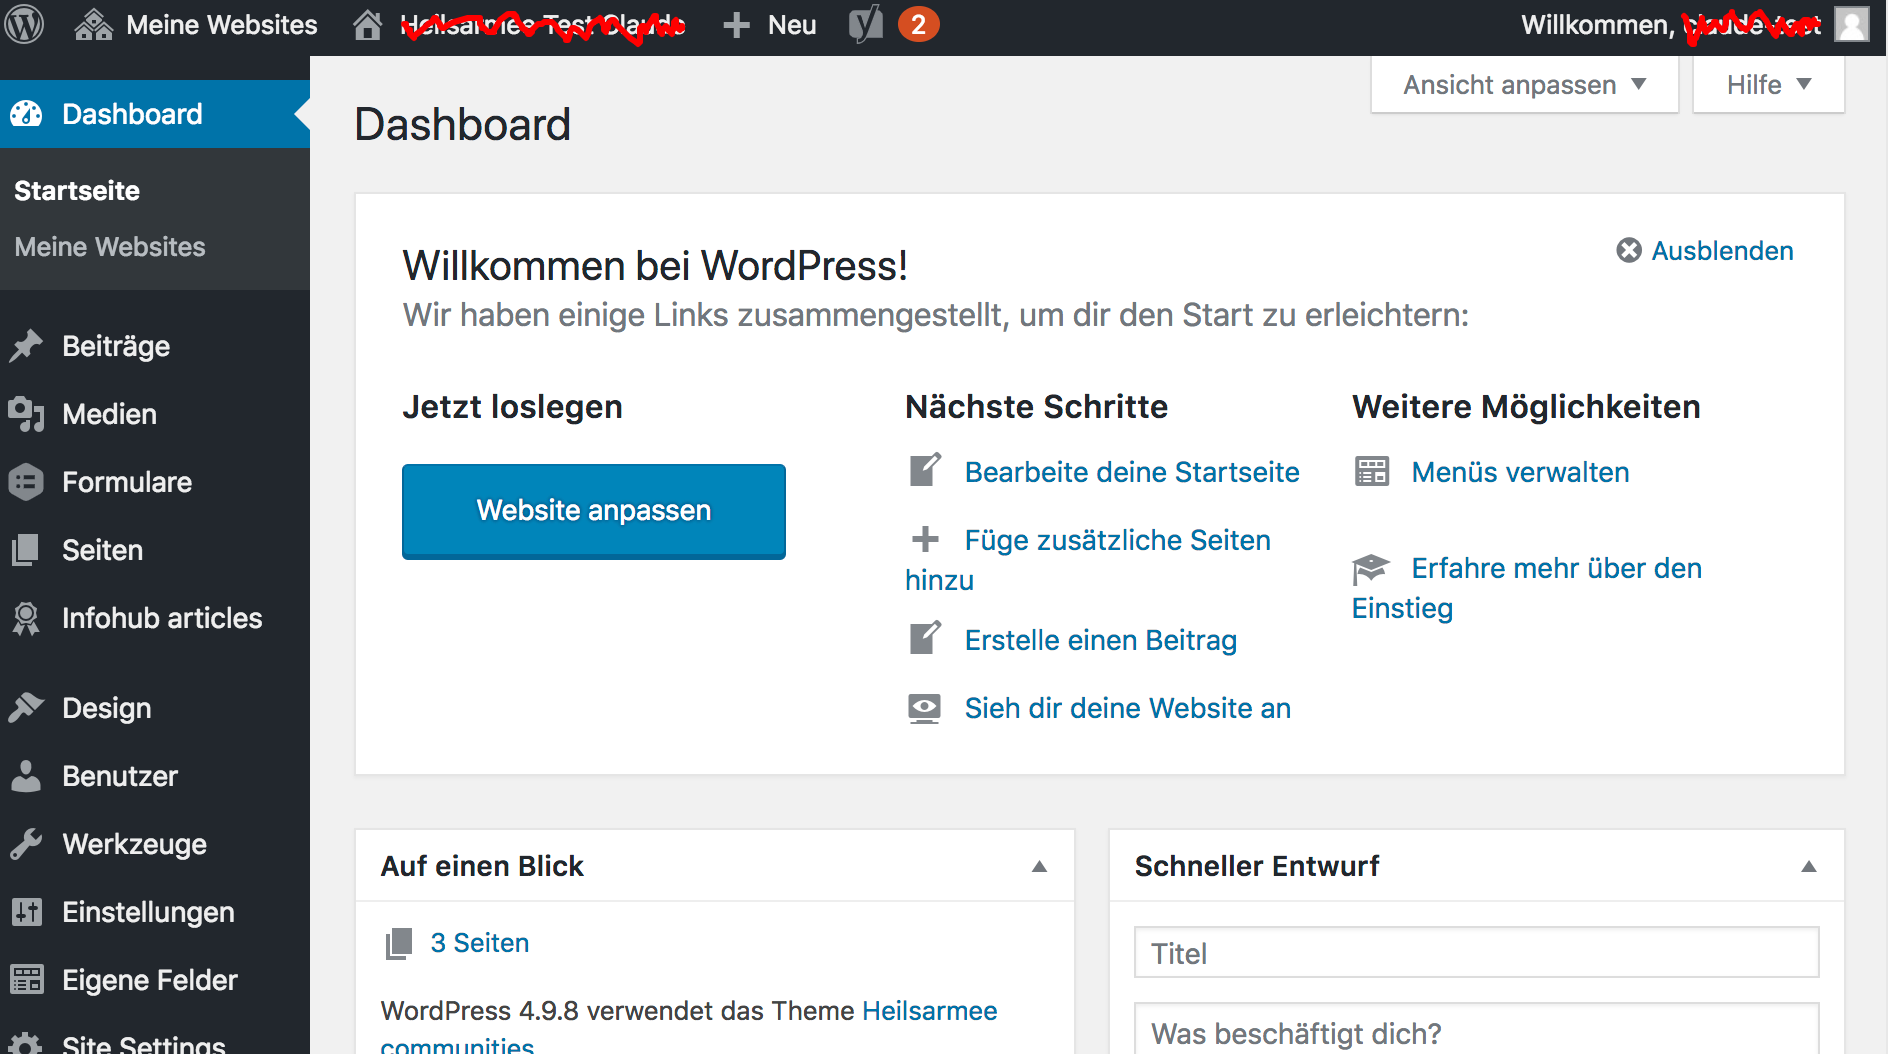 Meine Websites
Heilsarmee Test Claude
Neu
2
Willkommen,
Ansicht anpassen
Hilfe
Dashboard
Startseite
Meine Websites
Beiträge
Medien
Formulare
Seiten
Infohub articles
Design
Benutzer
Werkzeuge
Einstellungen
Eigene Felder
Site Settings
Dashboard
Willkommen bei WordPress!
Ausblenden
Wir haben einige Links zusammengestellt, um dir den Start zu erleichtern:
Jetzt loslegen
Website anpassen
Nächste Schritte
Bearbeite deine Startseite
Füge zusätzliche Seiten
hinzu
Erstelle einen Beitrag
Sieh dir deine Website an
Weitere Möglichkeiten
Menüs verwalten
Erfahre mehr über den
Einstieg
Auf einen Blick
3 Seiten
WordPress 4.9.8 verwendet das Theme Heilsarmee
communities
Schneller Entwurf
Titel
Was beschäftigt dich?